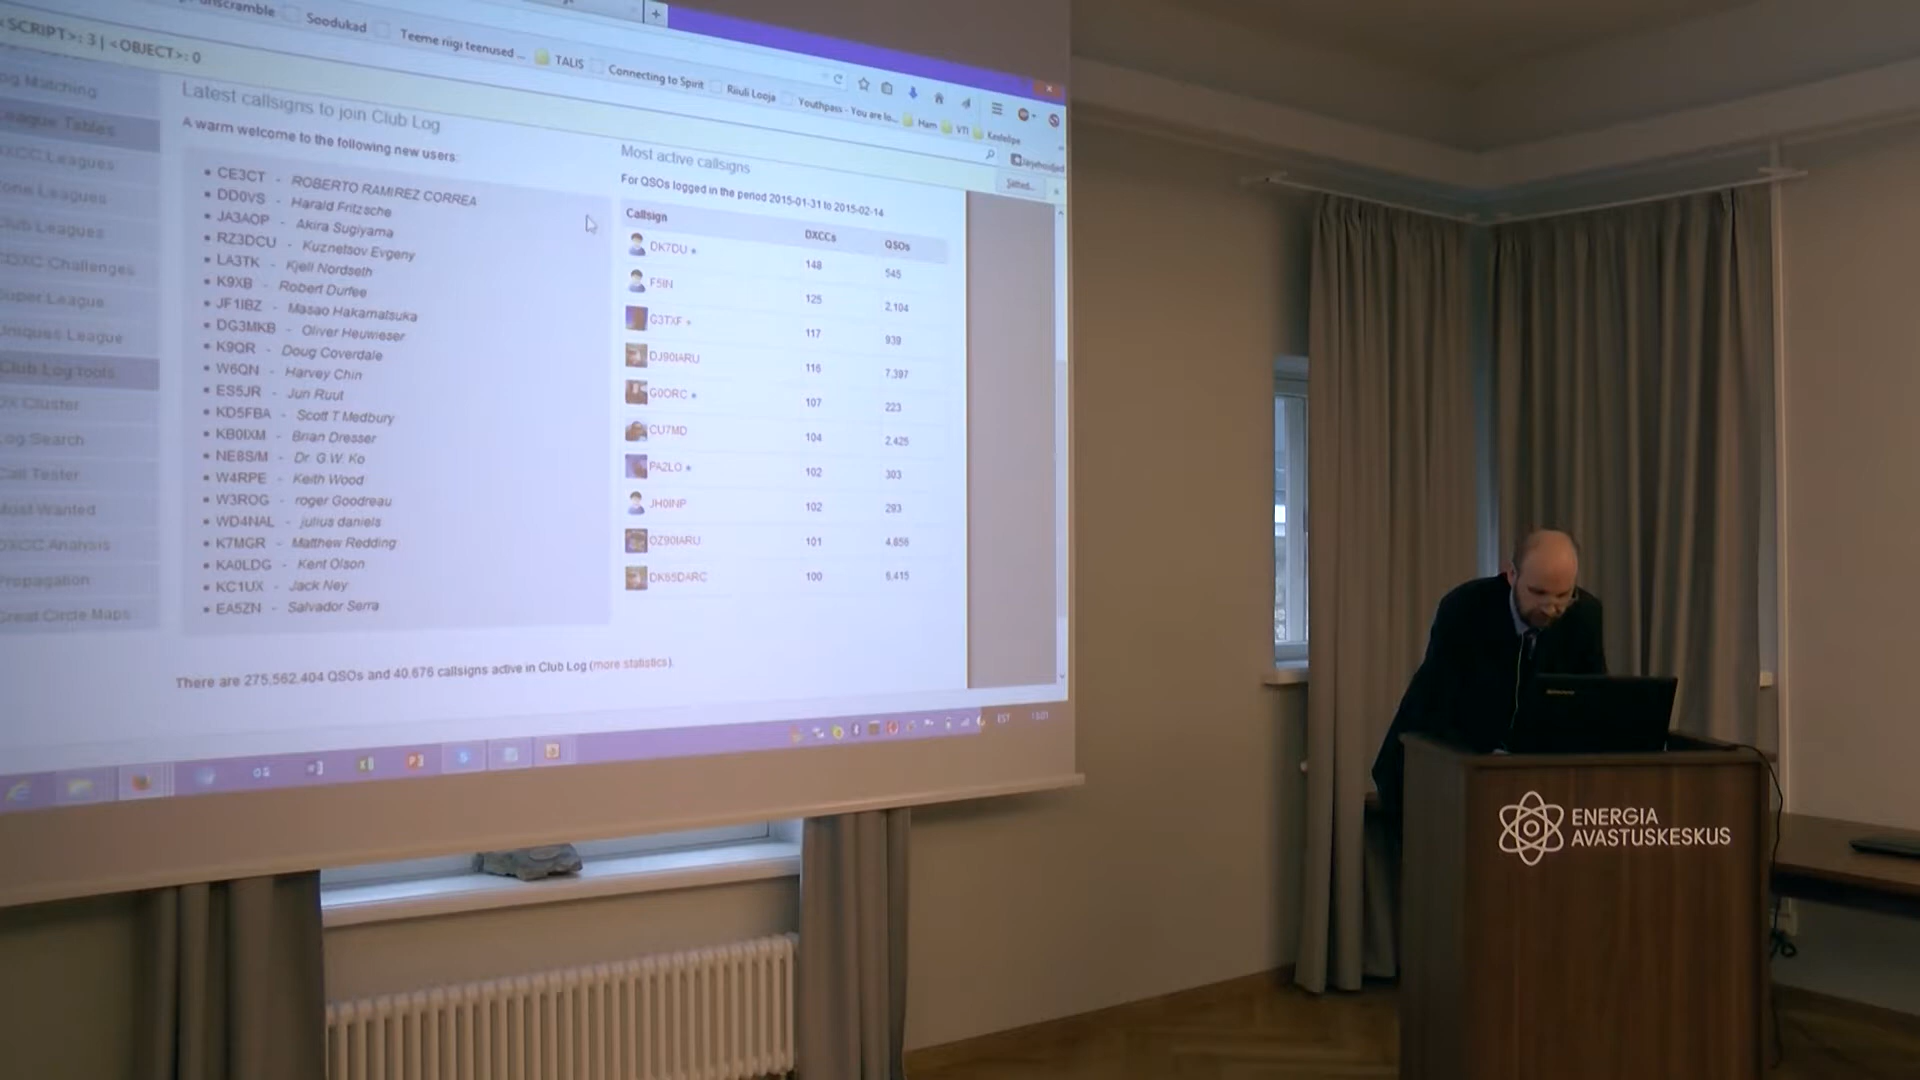 Soodukad
Teeme riigi teenused ...
TALIS
Connecting to Spirit
Riiuli Looja
Youthpass - You are lo...
Ham
VTI
Kesteliipe
SCRIPT>: 3 | <OBJECT>: 0
Log Matching
League Tables
DXCC Leagues
Zone Leagues
Club Leagues
CDXC Challenges
Super League
Uniques League
Club Log tools
DX Cluster
Log Search
Call Tester
Most Wanted
DXCC Analysis
Propagation
Great Circle Maps
Latest callsigns to join Club Log
A warm welcome to the following new users:
• CE3CT - ROBERTO RAMIREZ CORREA
• DD0VS - Harald Fritzsche
• JA3AOP - Akira Sugiyama
• RZ3DCU - Kuznetsov Evgeny
• LA3TK - Kjell Nordseth
• K9XB - Robert Durfee
• JF1IBZ - Masao Hakamatsuka
• DG3MKB - Oliver Heuwieser
• K9QR - Doug Coverdale
• W6QN - Harvey Chin
• ES5JR - Juri Ruut
• KD5FBA - Scott T Medbury
• KB0IXM - Brian Dresser
• NE8S/M - Dr. G.W. Ko
• W4RPE - Keith Wood
• W3ROG - roger Goodreau
• WD4NAL - julius daniels
• K7MGR - Matthew Redding
• KA0LDG - Kent Olson
• KC1UX - Jack Ney
• EA5ZN - Salvador Serra
There are 275,562,404 QSOs and 40,676 callsigns active in Club Log (more statistics).
Most active callsigns
For QSOs logged in the period 2015-01-31 to 2015-02-14
Callsign DXCCs QSOs
DK7DU 148 545
F5IN 125 2,104
G3TXF 117 939
DJ90IARU 116 7,397
G0ORC 107 223
CU7MD 104 2,425
PA2LO 102 303
JH0INP 102 293
OZ90IARU 101 4,656
DK65DARC 100 6,415
EST
ENERGIA
AVASTUSKESKUS